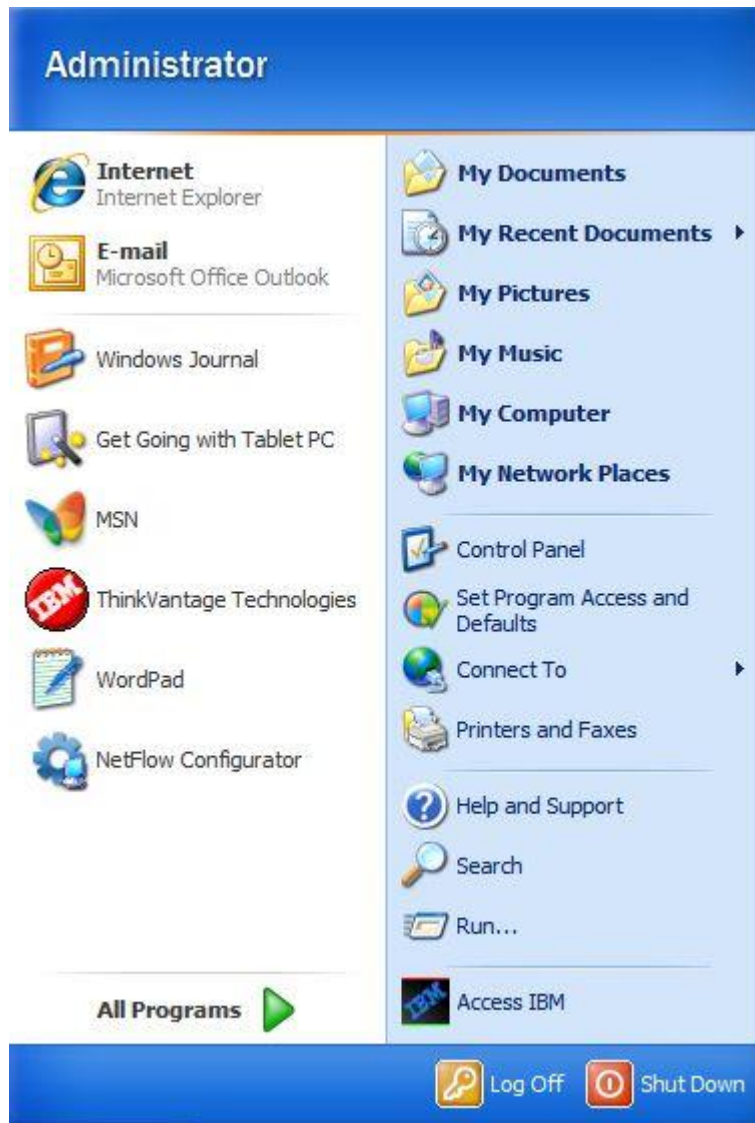 Administrator
Internet
Internet Explorer
E-mail
Microsoft Office Outlook
Windows Journal
Get Going with Tablet PC
MSN
IBM
ThinkVantage Technologies
WordPad
NetFlow Configurator
All Programs
My Documents
My Recent Documents
My Pictures
My Music
My Computer
My Network Places
Control Panel
Set Program Access and
Defaults
Connect To
Printers and Faxes
Help and Support
Search
Run...
IBM
Access IBM
Log Off
Shut Down